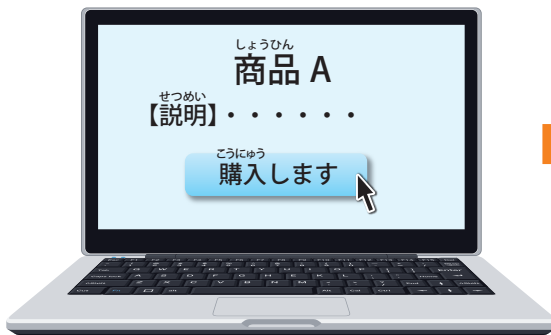 しょうひん
商品 A
せつめい
【説明】・・・・・・
こうにゅう
購入します